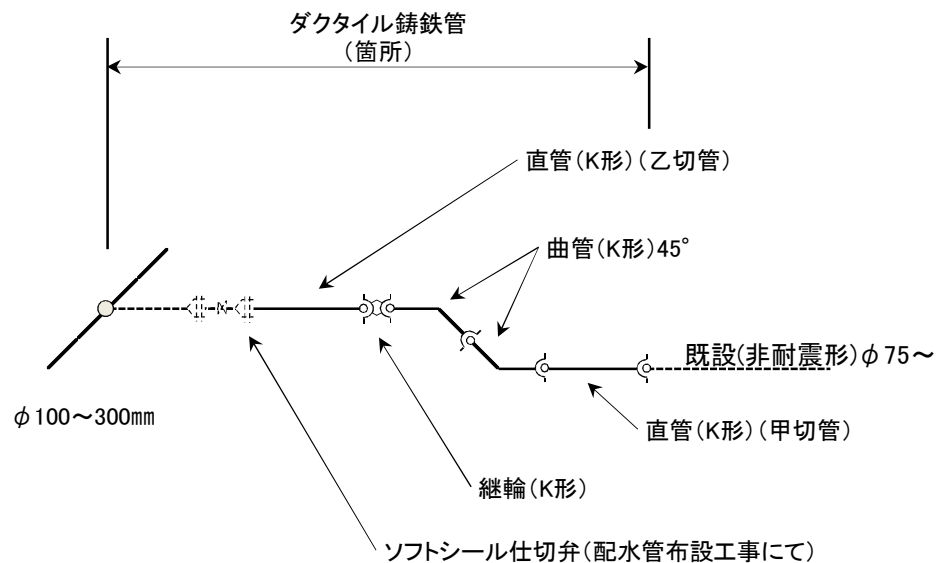 ダクタイル鋳鉄管
(箇所)
直管(K形)(乙切管)
曲管(K形)45°
既設(非耐震形)φ75～
φ100～300㎜
直管(K形)(甲切管)
継輪(K形)
ソフトシール仕切弁(配水管布設工事にて)